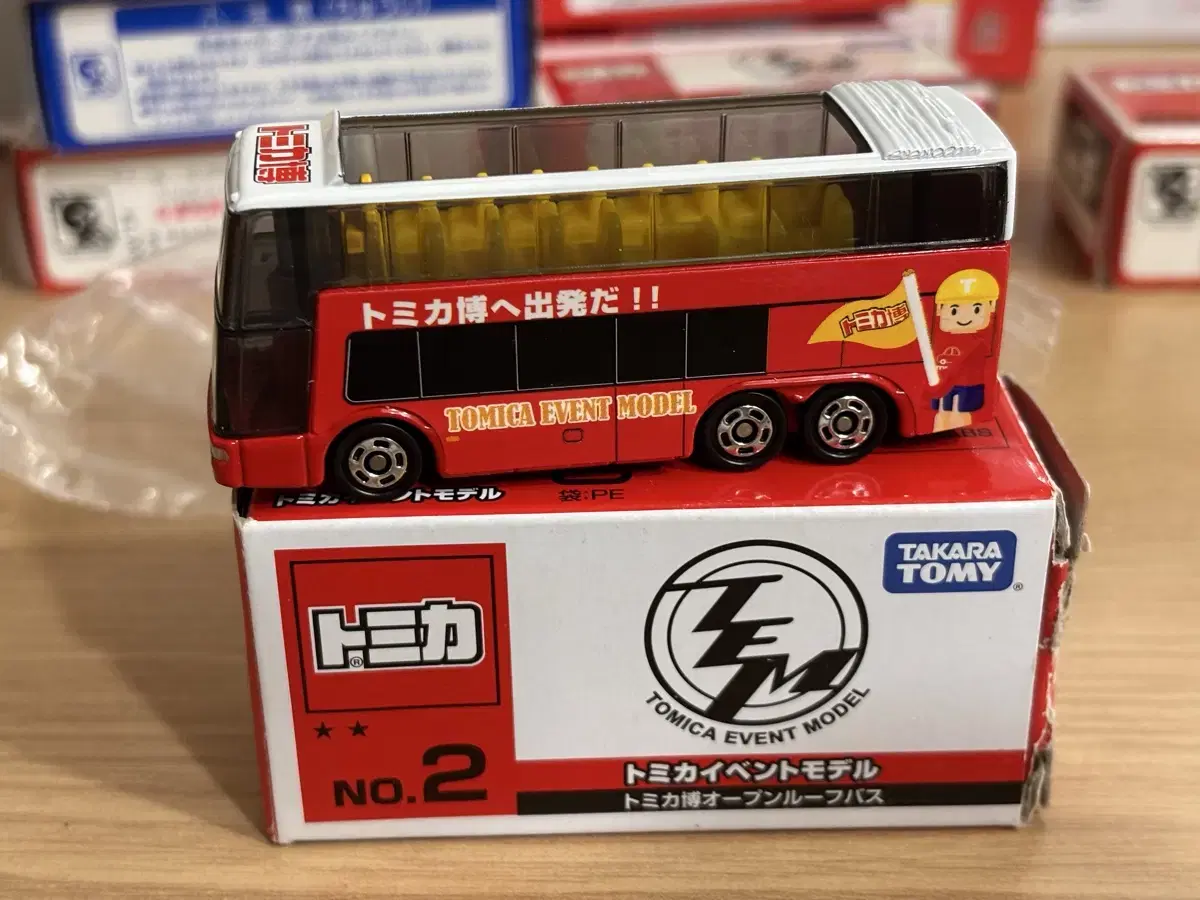 トミカ博
トミカ博へ出発だ!!
トミカ博
T
TOMICA EVENT MODEL
トミカイベントモデル
袋:PE
ABS
トミカ®
★★
NO.2
TEM
TOMICA EVENT MODEL
TAKARA
TOMY®
トミカイベントモデル
トミカ博オープンルーフバス